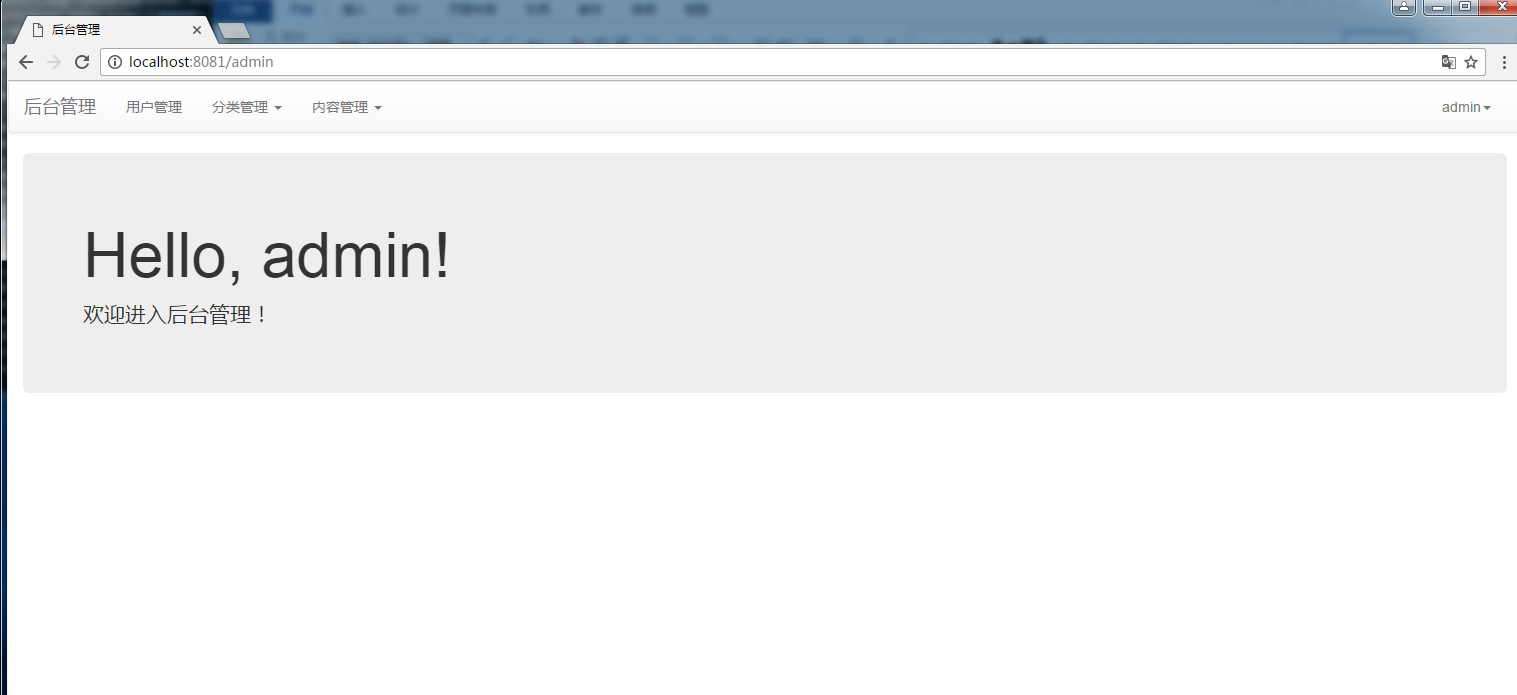 后台管理
localhost:8081/admin
后台管理 用户管理 分类管理 内容管理 admin
Hello, admin!
欢迎进入后台管理！